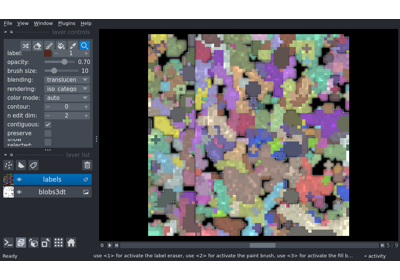 File View Window Plugins Help
layer controls
label: 1
opacity: 0.70
brush size: 10
blending: translucen
rendering: iso_catego
color mode: auto
contour: 0
n edit dim: 2
contiguous:
preserve
show
selected:
layer list
labels
blobs3dt
Ready
use <1> for activate the label eraser, use <2> for activate the paint brush, use <3> for activate the fill b...
activity